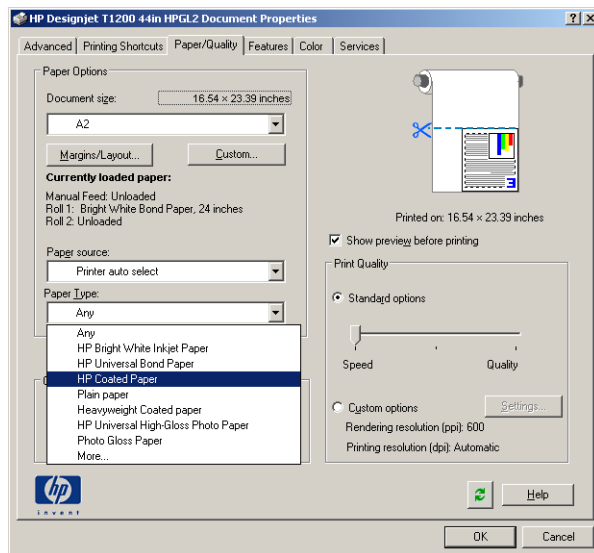 HP Designjet T1200 44in HPGL2 Document Properties
Advanced Printing Shortcuts Paper/Quality Features Color Services
Paper Options
Document size: 16.54 × 23.39 inches
A2
Margins/Layout... Custom...
Currently loaded paper:
Manual Feed: Unloaded
Roll 1: Bright White Bond Paper, 24 inches
Roll 2: Unloaded
Paper source:
Printer auto select
Paper Type:
Any
Any
HP Bright White Inkjet Paper
HP Universal Bond Paper
HP Coated Paper
Plain paper
Heavyweight Coated paper
HP Universal High-Gloss Photo Paper
Photo Gloss Paper
More...
3
Printed on: 16.54 × 23.39 inches
Show preview before printing
Print Quality
Standard options
Speed Quality
Custom options Settings...
Rendering resolution (ppi): 600
Printing resolution (dpi): Automatic
hp
invent
Help
OK Cancel